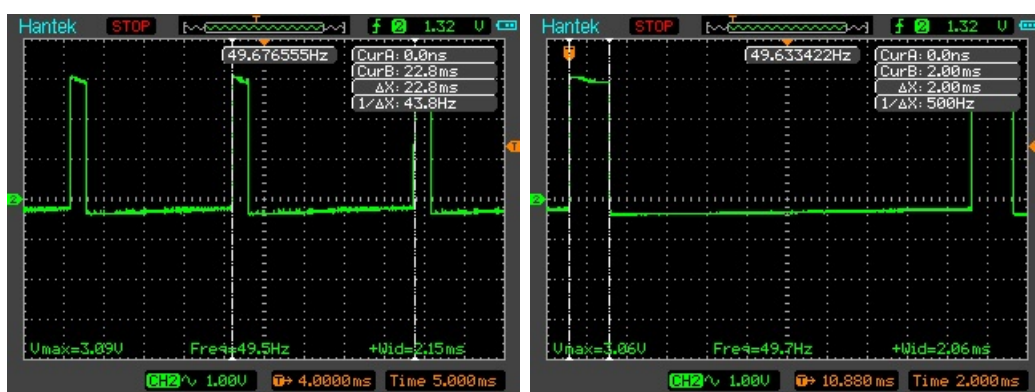 Hantek STOP T f 2 1.32 V
49.676555Hz
CurA: 0.0ns
CurB: 22.8ms
ΔX: 22.8ms
1/ΔX: 43.8Hz
T
2
Vmax=3.09V Freq=49.5Hz +Wid=2.15ms
CH2 1.00V T→ 4.0000ms Time 5.000ms
Hantek STOP T f 2 1.32 V
49.633422Hz
CurA: 0.0ns
CurB: 2.00ms
ΔX: 2.00ms
1/ΔX: 500Hz
2
Vmax=3.06V Freq=49.7Hz +Wid=2.06ms
CH2 1.00V T→ 10.880ms Time 2.000ms